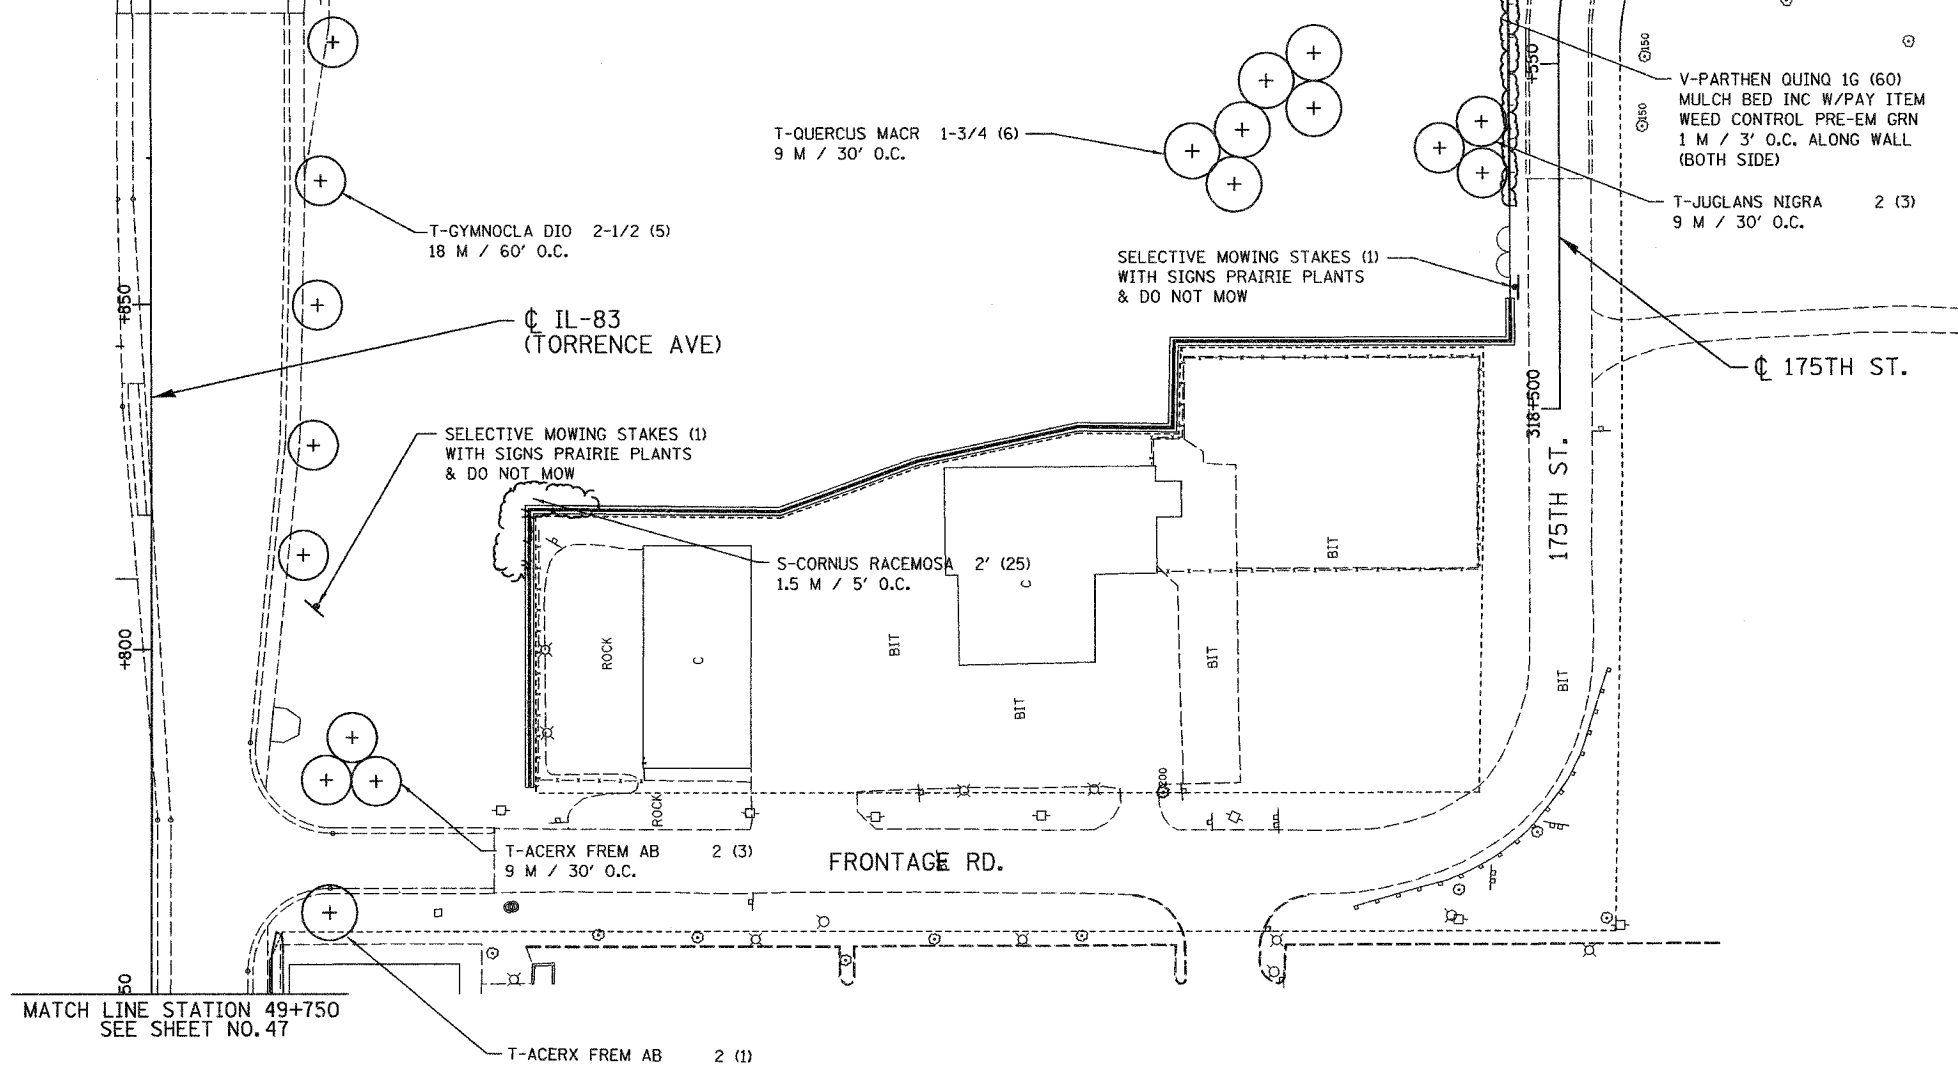 +550
150
150
V-PARTHEN QUINQ 1G (60)
MULCH BED INC W/PAY ITEM
WEED CONTROL PRE-EM GRN
1 M / 3' O.C. ALONG WALL
(BOTH SIDE)
T-QUERCUS MACR 1-3/4 (6)
9 M / 30' O.C.
T-JUGLANS NIGRA 2 (3)
9 M / 30' O.C.
T-GYMNOCLA DIO 2-1/2 (5)
18 M / 60' O.C.
SELECTIVE MOWING STAKES (1)
WITH SIGNS PRAIRIE PLANTS
& DO NOT MOW
+850
℄ IL-83
(TORRENCE AVE)
℄ 175TH ST.
318+500
SELECTIVE MOWING STAKES (1)
WITH SIGNS PRAIRIE PLANTS
& DO NOT MOW
175TH ST.
BIT
S-CORNUS RACEMOSA 2' (25)
1.5 M / 5' O.C.
C
+800
ROCK
C
BIT
BIT
BIT
BIT
200
ROCK
T-ACERX FREM AB 2 (3)
9 M / 30' O.C.
FRONTAGE RD.
50
MATCH LINE STATION 49+750
SEE SHEET NO. 47
T-ACERX FREM AB 2 (1)